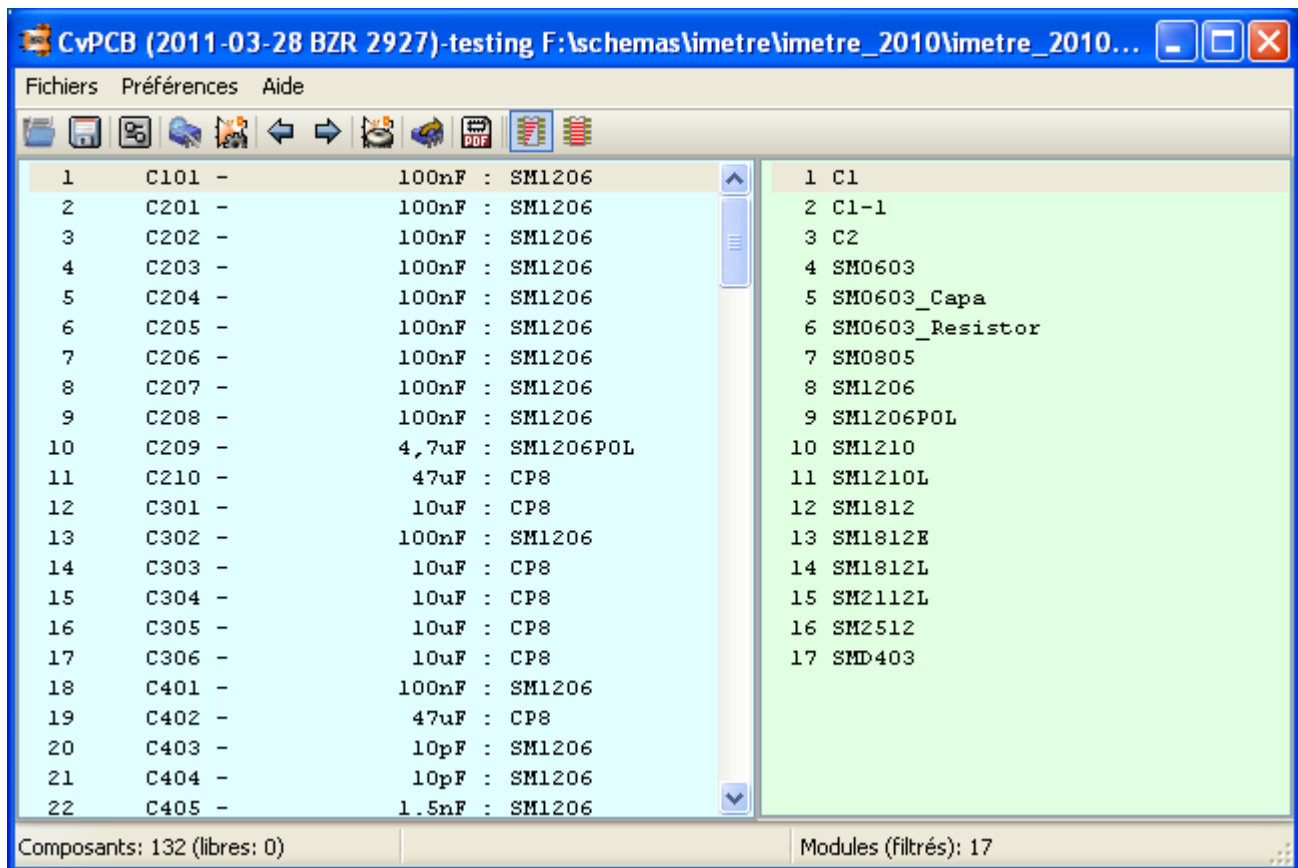 CvPCB (2011-03-28 BZR 2927)-testing F:\schemas\imetre\imetre_2010\imetre_2010...
Fichiers Préférences Aide
PDF
1 C101 - 100nF : SM1206
2 C201 - 100nF : SM1206
3 C202 - 100nF : SM1206
4 C203 - 100nF : SM1206
5 C204 - 100nF : SM1206
6 C205 - 100nF : SM1206
7 C206 - 100nF : SM1206
8 C207 - 100nF : SM1206
9 C208 - 100nF : SM1206
10 C209 - 4,7uF : SM1206POL
11 C210 - 47uF : CP8
12 C301 - 10uF : CP8
13 C302 - 100nF : SM1206
14 C303 - 10uF : CP8
15 C304 - 10uF : CP8
16 C305 - 10uF : CP8
17 C306 - 10uF : CP8
18 C401 - 100nF : SM1206
19 C402 - 47uF : CP8
20 C403 - 10pF : SM1206
21 C404 - 10pF : SM1206
22 C405 - 1.5nF : SM1206
1 C1
2 C1-1
3 C2
4 SM0603
5 SM0603_Capa
6 SM0603_Resistor
7 SM0805
8 SM1206
9 SM1206POL
10 SM1210
11 SM1210L
12 SM1812
13 SM1812E
14 SM1812L
15 SM2112L
16 SM2512
17 SMD403
Composants: 132 (libres: 0)
Modules (filtrés): 17